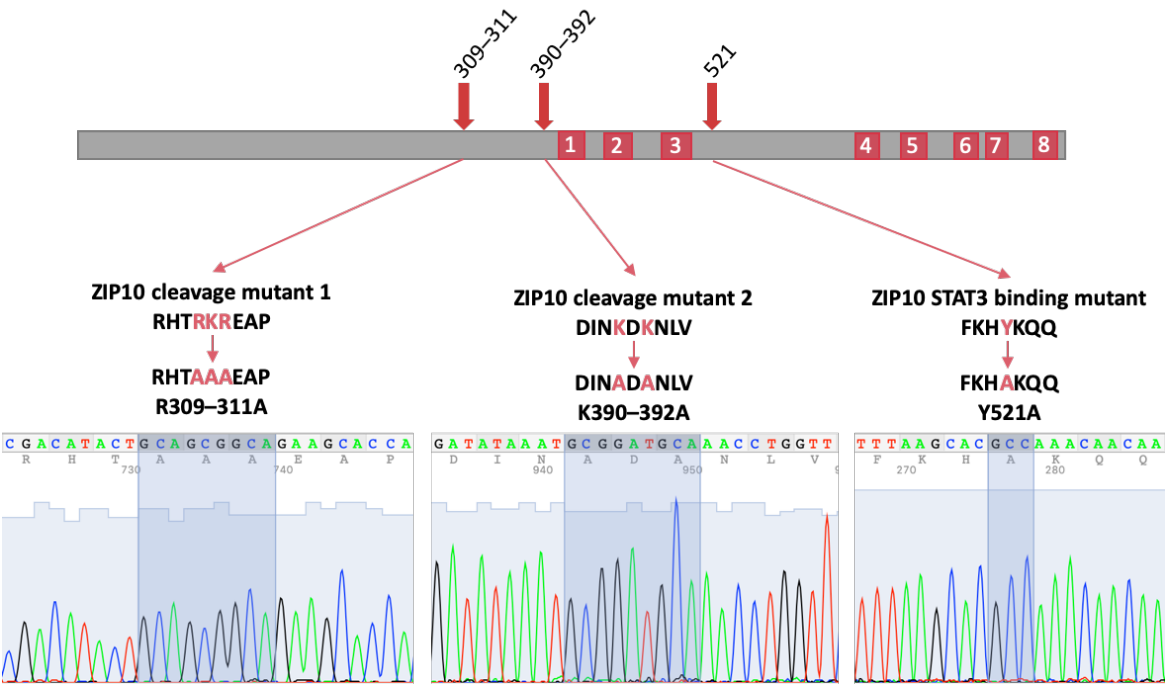 309–311
390–392
521
1 2 3 4 5 6 7 8
ZIP10 cleavage mutant 1
RHTRKREAP
RHTAAAEAP
R309–311A
ZIP10 cleavage mutant 2
DINKDKNLV
DINADANLV
K390–392A
ZIP10 STAT3 binding mutant
FKHYKQQ
FKHAKQQ
Y521A
CGACATACTGCAGCGGCAGAAGCACCA
R H T A A A E A P
730 740
GATATAAATGCGGATGCAAACCTGGTT
D I N A D A N L V
940 950 9
TTTAAGCACGCCAAACAACAA
F K H A K Q Q
270 280